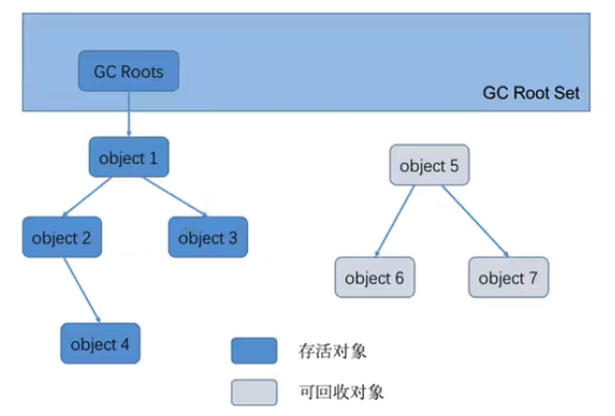 GC Roots
GC Root Set
object 1
object 5
object 2
object 3
object 6
object 7
object 4
存活对象
可回收对象